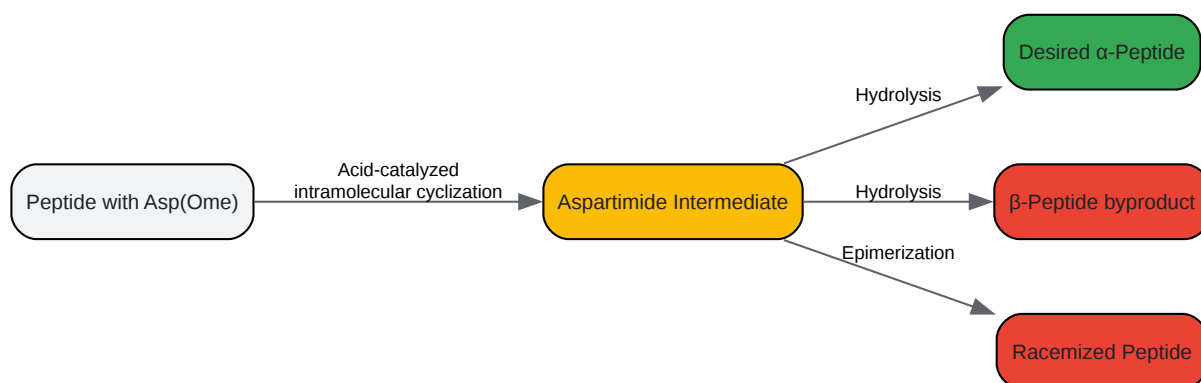 Desired α-Peptide
Hydrolysis
Acid-catalyzed
intramolecular cyclization
Peptide with Asp(Ome)
Aspartimide Intermediate
Hydrolysis
β-Peptide byproduct
Epimerization
Racemized Peptide